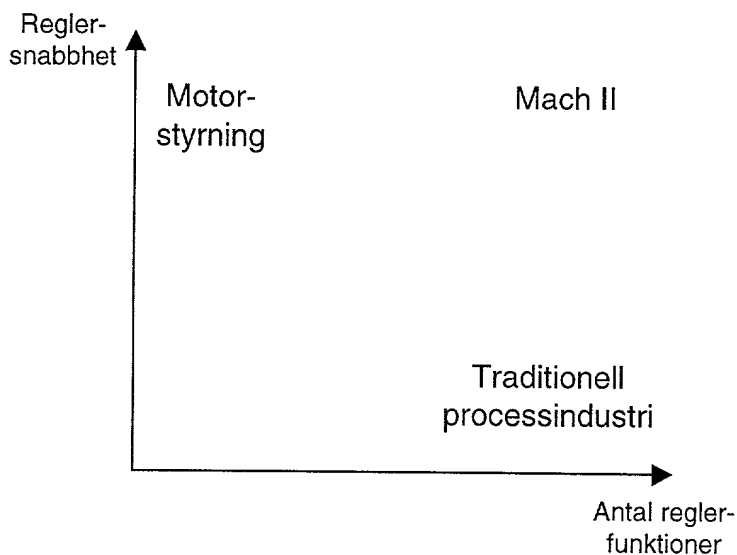 Regler-
snabbhet
Motor-
styrning
Mach II
Traditionell
processindustri
Antal regler-
funktioner